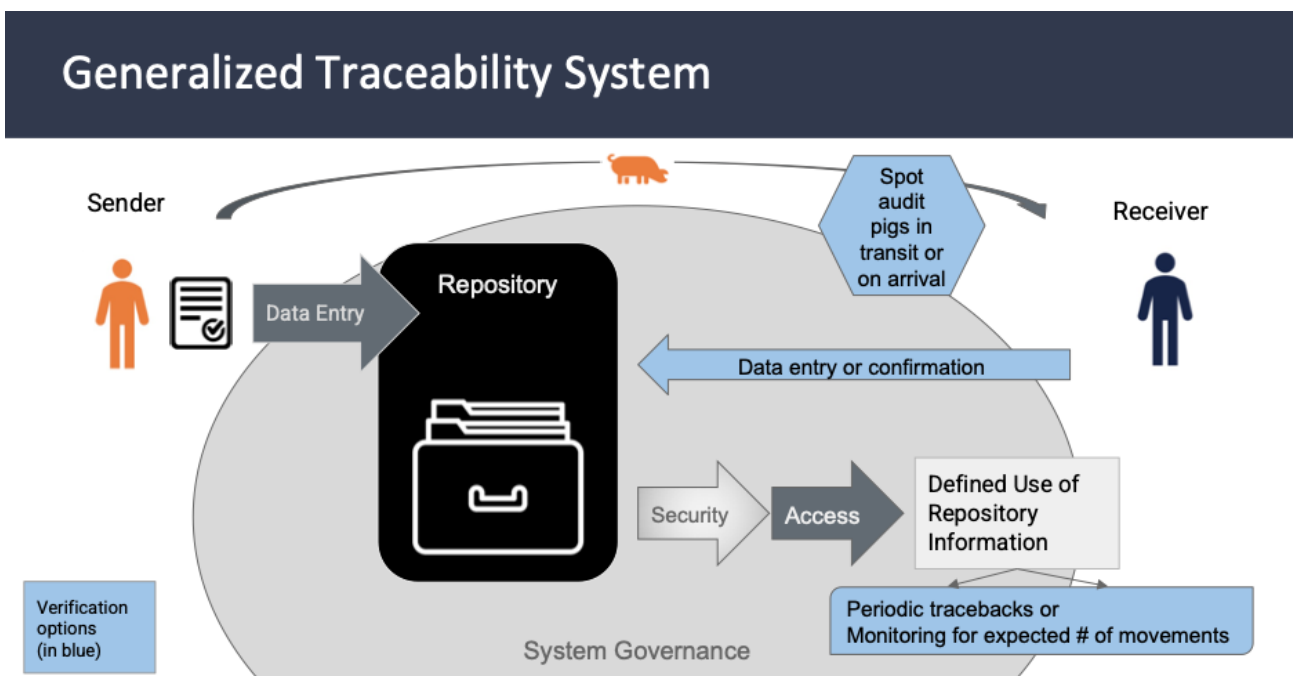 Generalized Traceability System
Sender
Spot
audit
pigs in
transit or
on arrival
Receiver
Repository
Data Entry
Data entry or confirmation
Security
Access
Defined Use of
Repository
Information
Verification
options
(in blue)
Periodic tracebacks or
Monitoring for expected # of movements
System Governance